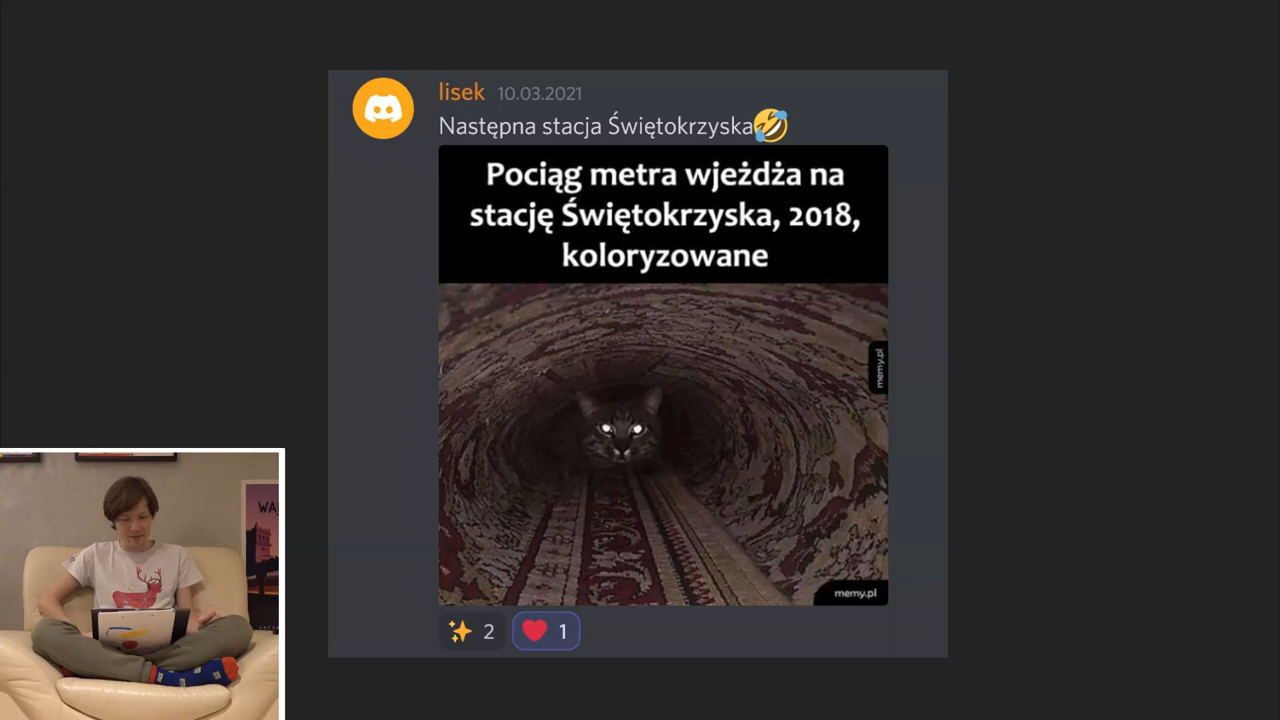 lisek 10.03.2021
Następna stacja Świętokrzyska🤣
Pociąg metra wjeżdża na
stację Świętokrzyska, 2018,
koloryzowane
memy.pl
memy.pl
✨ 2 ❤️ 1
WA